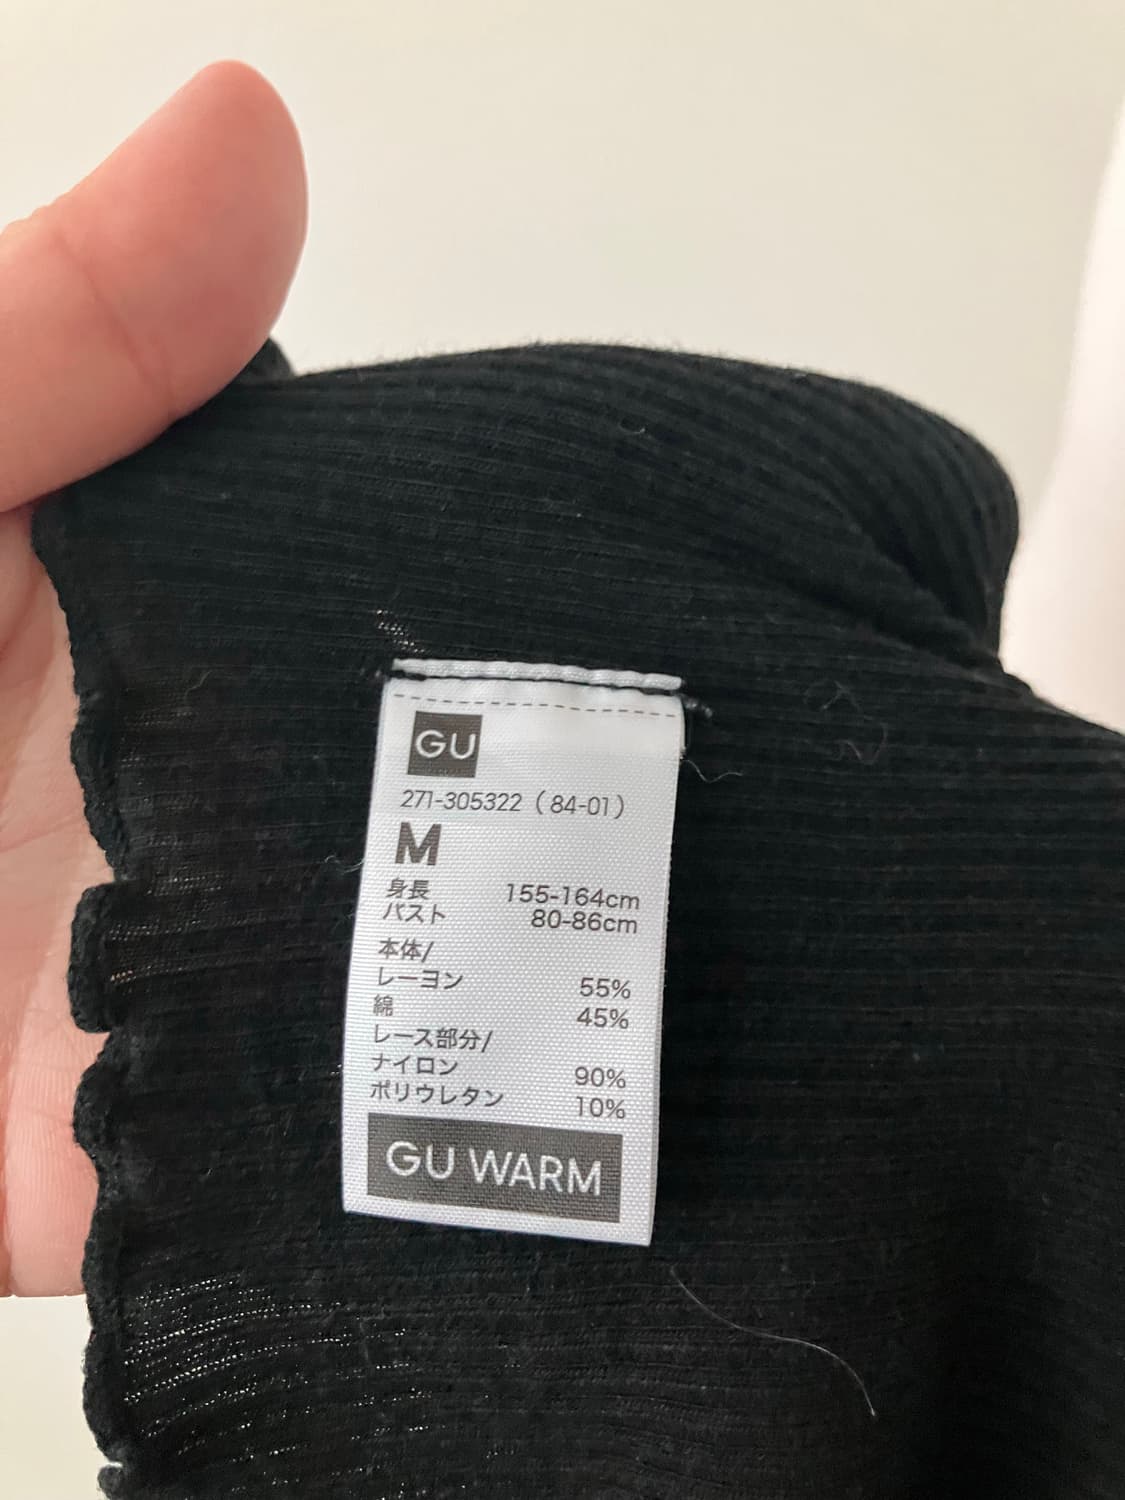 GU
271-305322 (84-01)
M
身長 155-164cm
バスト 80-86cm
本体/
レーヨン 55%
綿 45%
レース部分/
ナイロン 90%
ポリウレタン 10%
GU WARM